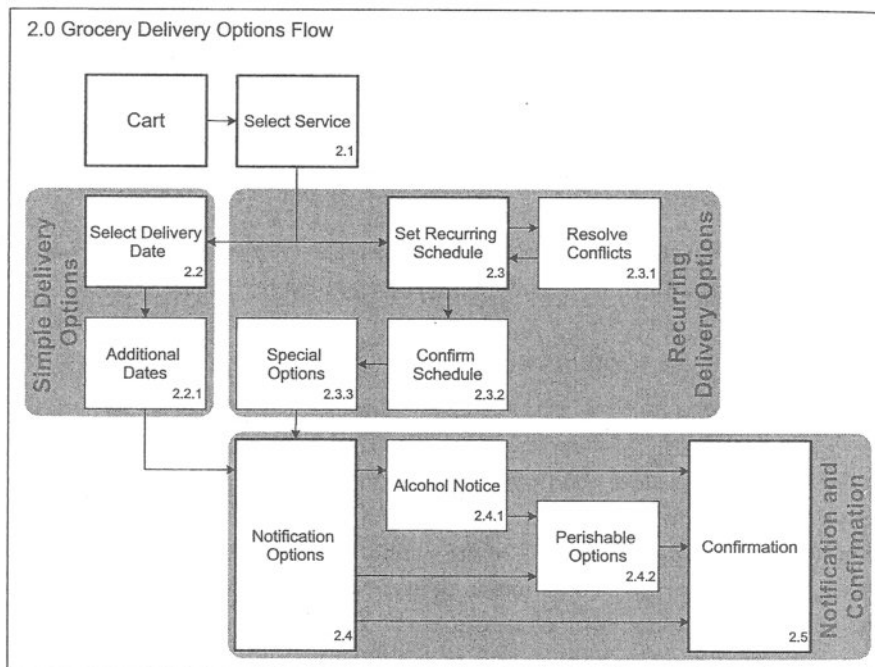 2.0 Grocery Delivery Options Flow
Cart
Select Service
2.1
Simple Delivery
Options
Select Delivery
Date
2.2
Additional
Dates
2.2.1
Set Recurring
Schedule
2.3
Resolve
Conflicts
2.3.1
Special
Options
2.3.3
Confirm
Schedule
2.3.2
Recurring
Delivery Options
Notification
Options
2.4
Alcohol Notice
2.4.1
Perishable
Options
2.4.2
Confirmation
2.5
Notification and
Confirmation